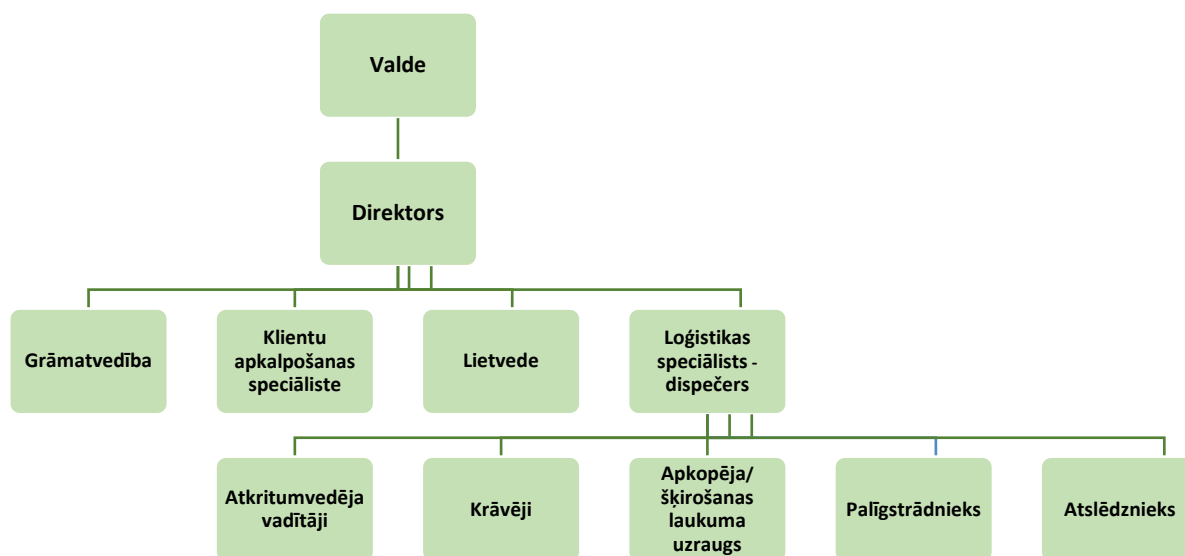 Valde
Direktors
Grāmatvedība
Klientu
apkalpošanas
speciāliste
Lietvede
Loģistikas
speciālists -
dispečers
Atkritumvedēja
vadītāji
Krāvēji
Apkopēja/
šķirošanas
laukuma
uzraugs
Palīgstrādnieks
Atslēdznieks